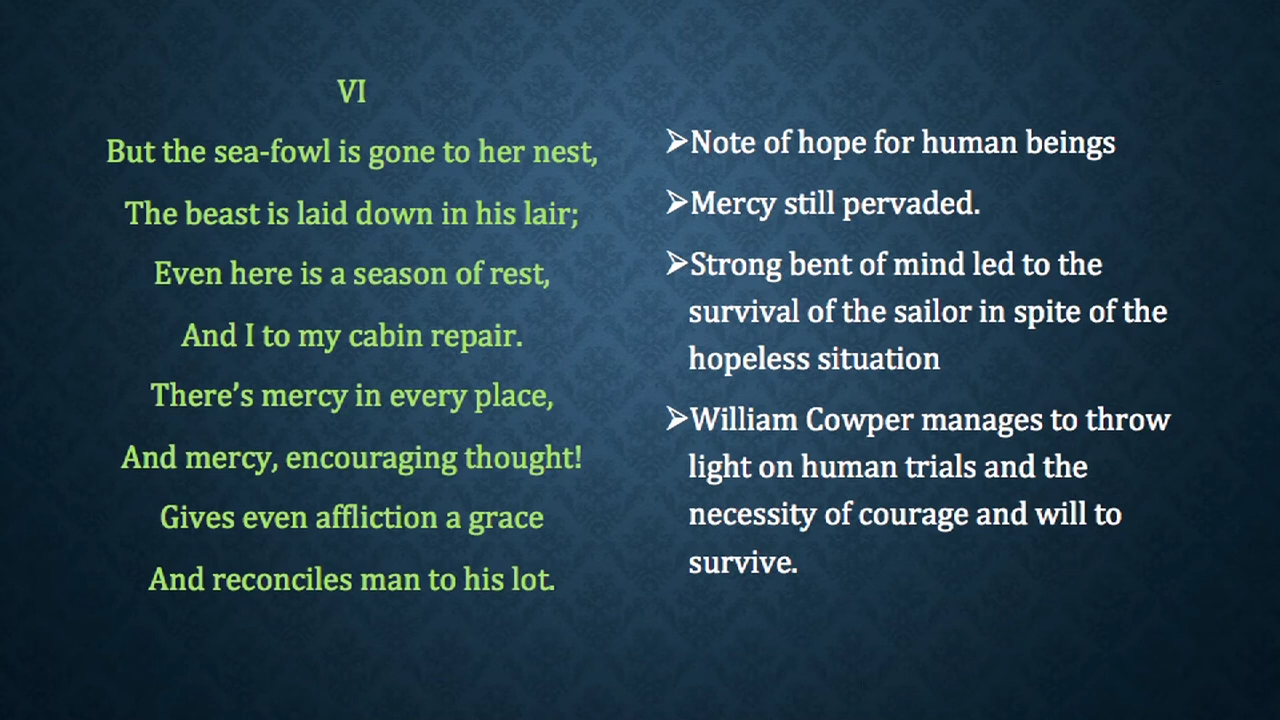 VI
But the sea-fowl is gone to her nest,
The beast is laid down in his lair;
Even here is a season of rest,
And I to my cabin repair.
There's mercy in every place,
And mercy, encouraging thought!
Gives even affliction a grace
And reconciles man to his lot.
➢Note of hope for human beings
➢Mercy still pervaded.
➢Strong bent of mind led to the
survival of the sailor in spite of the
hopeless situation
➢William Cowper manages to throw
light on human trials and the
necessity of courage and will to
survive.